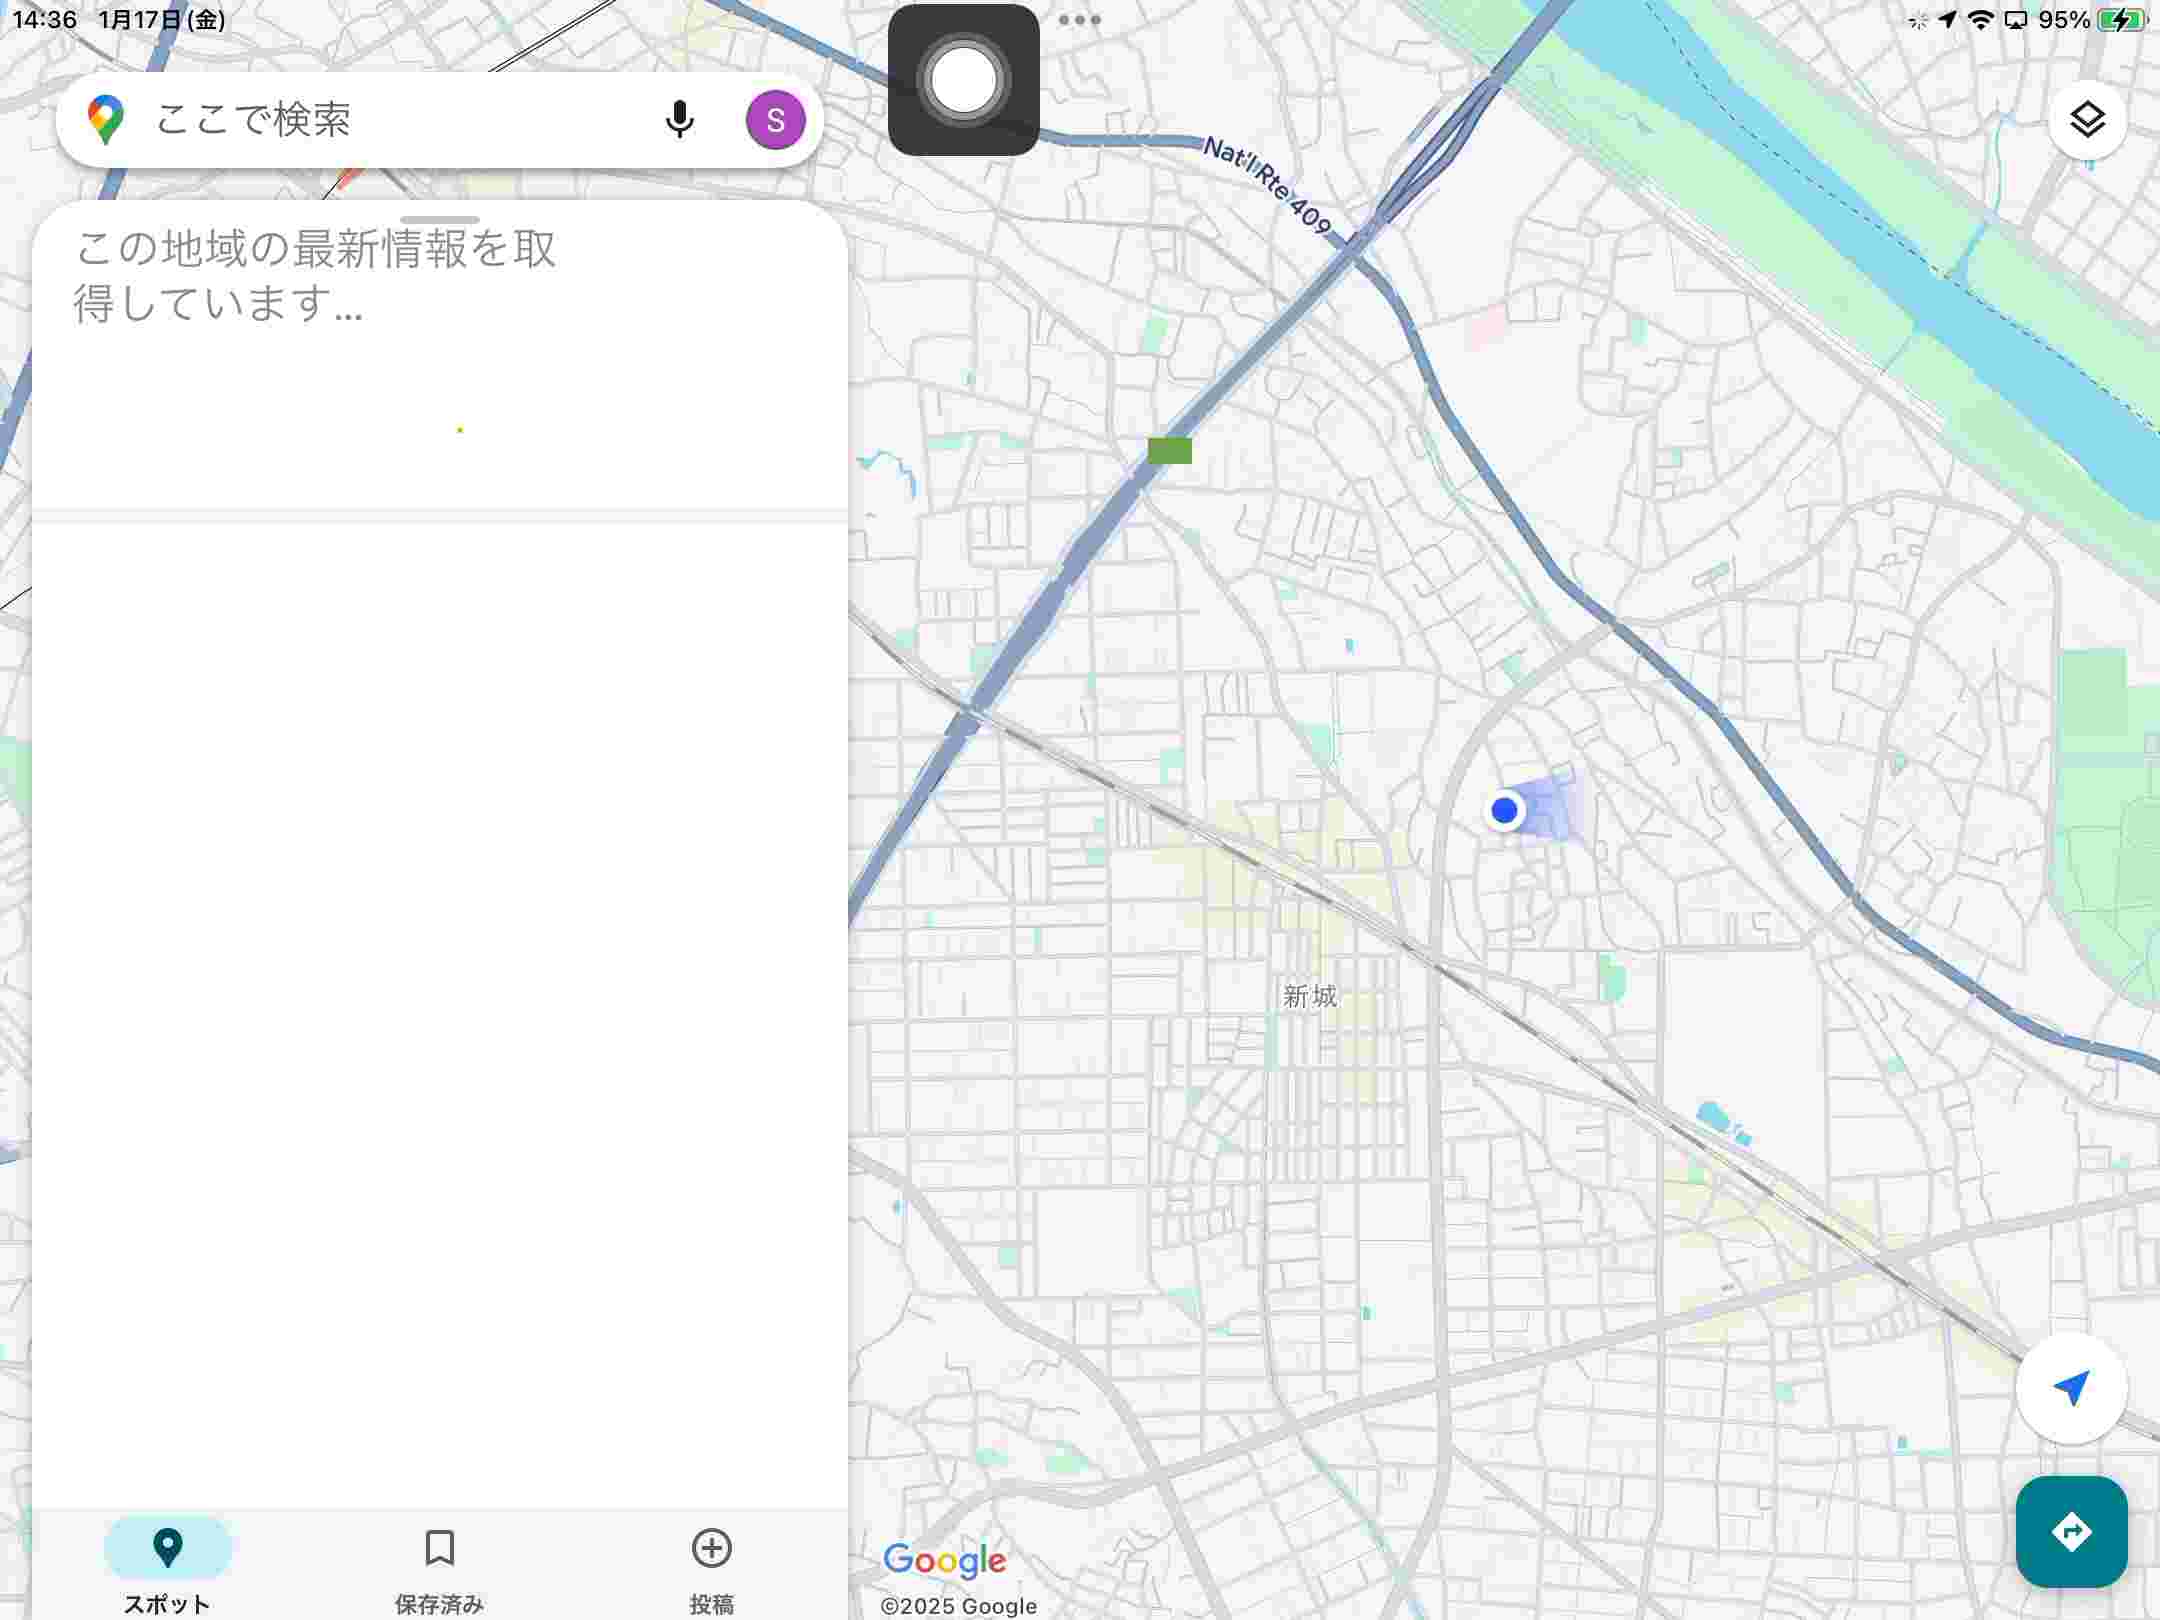 14:36 1月17日(金)
95%
ここで検索
S
この地域の最新情報を取
得しています...
Nat'l Rte 409
新城
スポット
保存済み
投稿
Google
©2025 Google